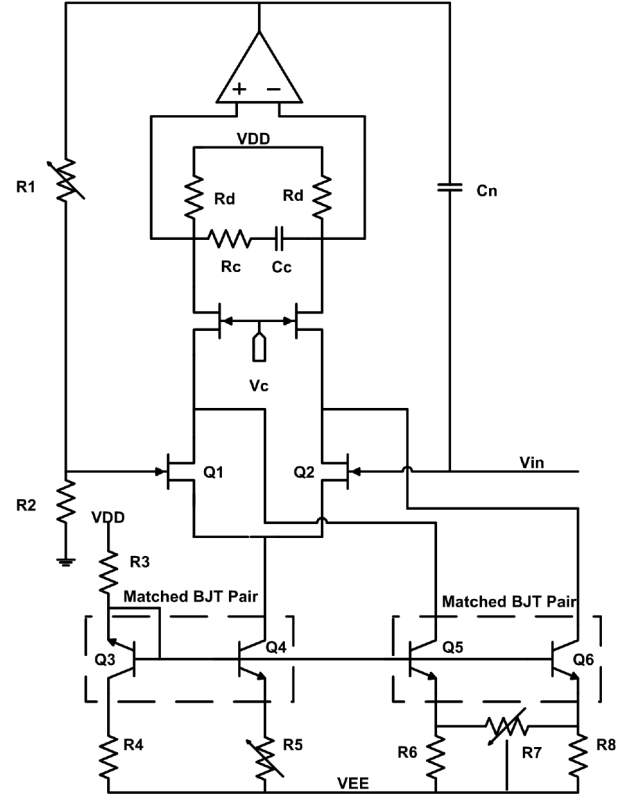 + −
VDD
R1
Rd
Rd
Cn
Rc
Cc
Vc
Q1
Q2
Vin
R2
VDD
R3
Matched BJT Pair
Matched BJT Pair
Q3
Q4
Q5
Q6
R4
R5
R6
R7
R8
VEE